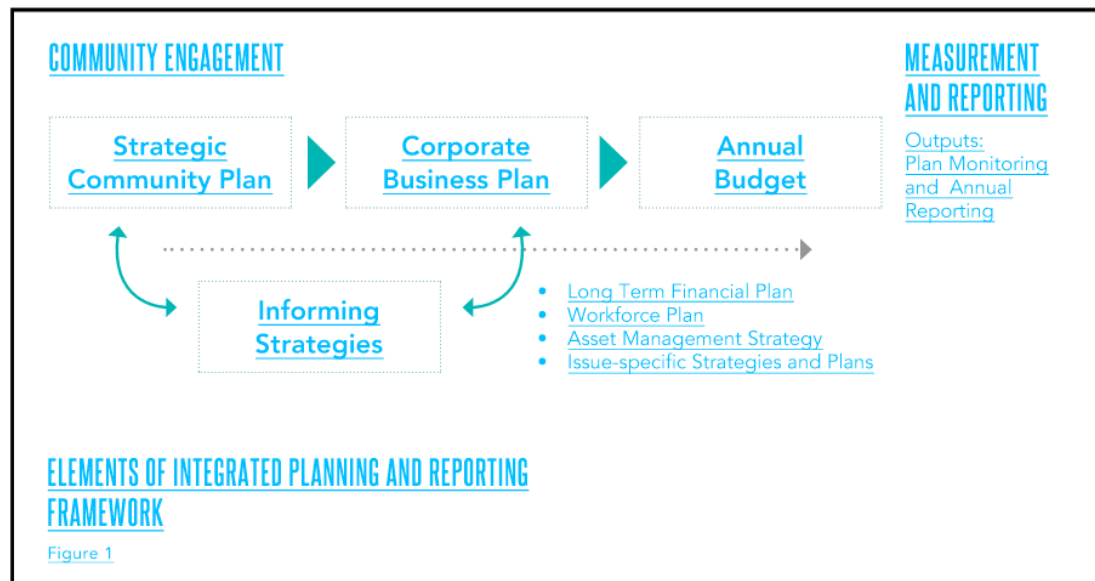 COMMUNITY ENGAGEMENT
MEASUREMENT
AND REPORTING
Outputs:
Plan Monitoring
and Annual
Reporting
Strategic
Community Plan
Corporate
Business Plan
Annual
Budget
Informing
Strategies
• Long Term Financial Plan
• Workforce Plan
• Asset Management Strategy
• Issue-specific Strategies and Plans
ELEMENTS OF INTEGRATED PLANNING AND REPORTING
FRAMEWORK
Figure 1